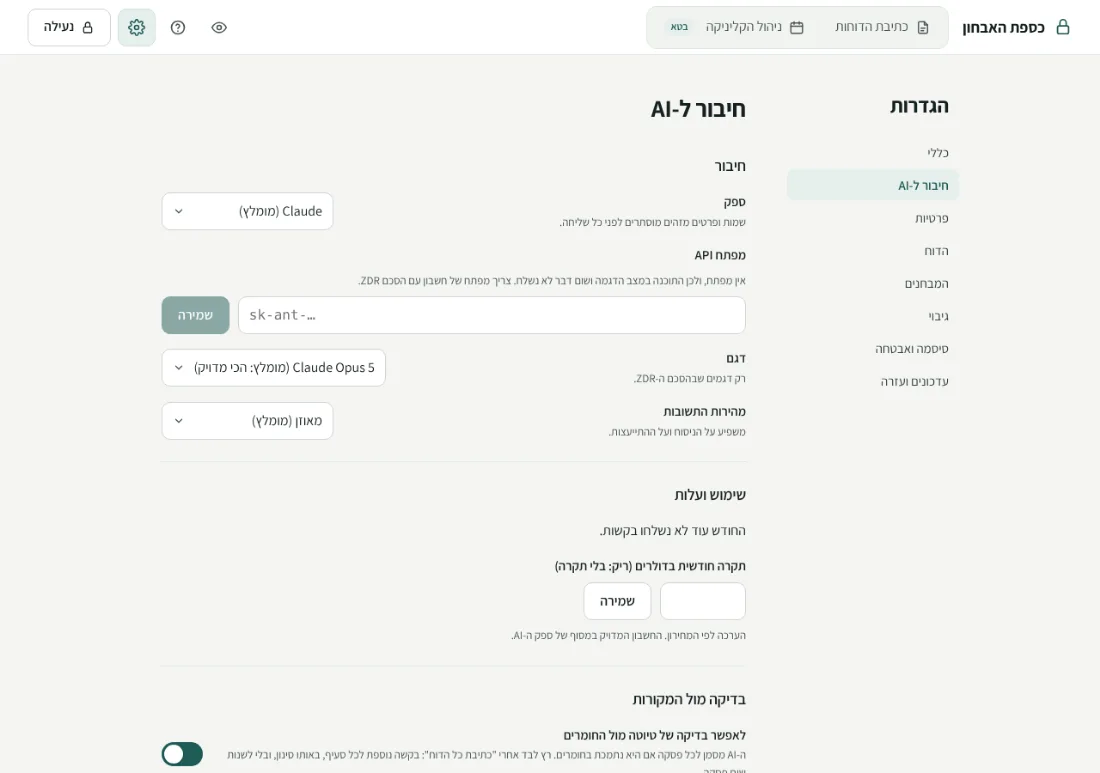 כספת האבחון
כתיבת הדוחות
ניהול הקליניקה
בטא
נעילה
הגדרות
כללי
חיבור ל-AI
פרטיות
הדוח
המבחנים
גיבוי
סיסמה ואבטחה
עדכונים ועזרה
חיבור ל-AI
חיבור
ספק
שמות ופרטים מזהים מוסתרים לפני כל שליחה.
Claude (מומלץ)
מפתח API
אין מפתח, ולכן התוכנה במצב הדגמה ושום דבר לא נשלח. צריך מפתח של חשבון עם הסכם ZDR.
sk-ant-…
שמירה
דגם
רק דגמים שבהסכם ה-ZDR.
Claude Opus 5 (מומלץ: הכי מדויק)
מהירות התשובות
משפיע על הניסוח ועל ההתייעצות.
מאוזן (מומלץ)
שימוש ועלות
החודש עוד לא נשלחו בקשות.
תקרה חודשית בדולרים (ריק: בלי תקרה)
שמירה
הערכה לפי המחירון. החשבון המדויק במסוף של ספק ה-AI.
בדיקה מול המקורות
לאפשר בדיקה של טיוטה מול החומרים
ה-AI מסמן לכל פסקה אם היא נתמכת בחומרים. רץ לבד אחרי "כתיבת כל הדוח": בקשה נוספת לכל סעיף, באותו סינון, ובלי לשנות